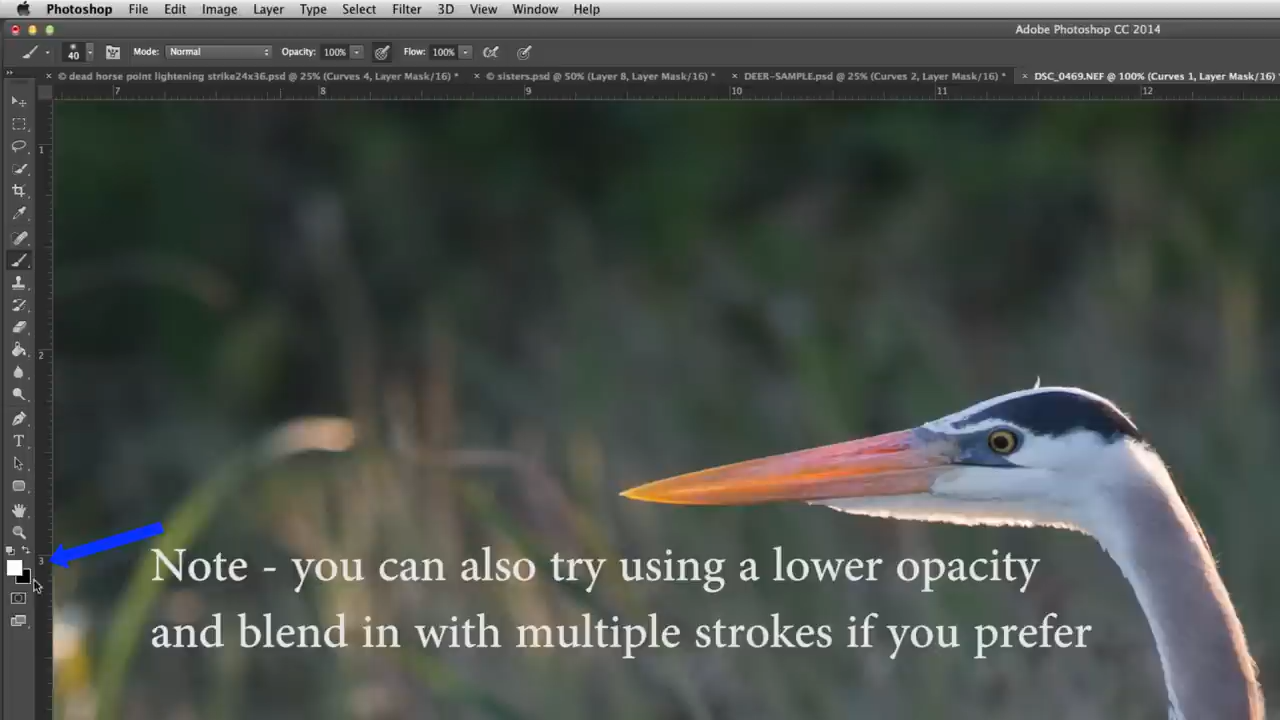 Photoshop File Edit Image Layer Type Select Filter 3D View Window Help
Adobe Photoshop CC 2014
40 Mode: Normal Opacity: 100% Flow: 100%
© dead horse point lightening strike24x36.psd @ 25% (Curves 4, Layer Mask/16) * © sisters.psd @ 50% (Layer 8, Layer Mask/16) * DEER-SAMPLE.psd @ 25% (Curves 2, Layer Mask/16) * DSC_0469.NEF @ 100% (Curves 1, Layer Mask/16)
7 8 9 10 11 12
1
2
T
3
Note - you can also try using a lower opacity
and blend in with multiple strokes if you prefer